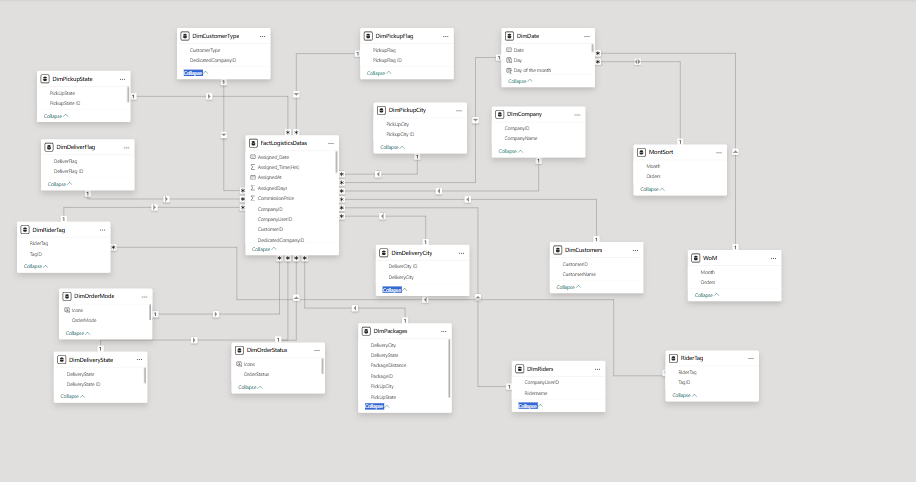 DimCustomerType
CustomerType
DedicatedCompanyID
Collapse
DimPickupFlag
PickupFlag
PickupFlag ID
Collapse
DimDate
Date
Day
Day of the month
Collapse
DimPickupState
PickUpState
PickupState ID
Collapse
DimPickupCity
PickUpCity
PickupCity ID
Collapse
DimCompany
CompanyID
CompanyName
Collapse
DimDeliverFlag
DeliverFlag
DeliverFlag ID
Collapse
FactLogisticsDatas
Assigned_Date
Assigned_Time(Hrs)
AssignedAt
AssignedDays
CommissionPrice
CompanyID
CompanyUserID
CustomerID
DedicatedCompanyID
Collapse
MontSort
Month
Orders
Collapse
DimRiderTag
RiderTag
TagID
Collapse
DimDeliveryCity
DeliverCity ID
DeliveryCity
Collapse
DimCustomers
CustomerID
CustomerName
Collapse
WoM
Month
Orders
Collapse
DimOrderMode
Icons
OrderMode
Collapse
DimDeliveryState
DeliveryState
DeliveryState ID
Collapse
DimOrderStatus
Icons
OrderStatus
Collapse
DimPackages
DeliveryCity
DeliveryState
PackageDistance
PackageID
PickUpCity
PickUpState
Collapse
DimRiders
CompanyUserID
Ridername
Collapse
RiderTag
RiderTag
TagID
Collapse